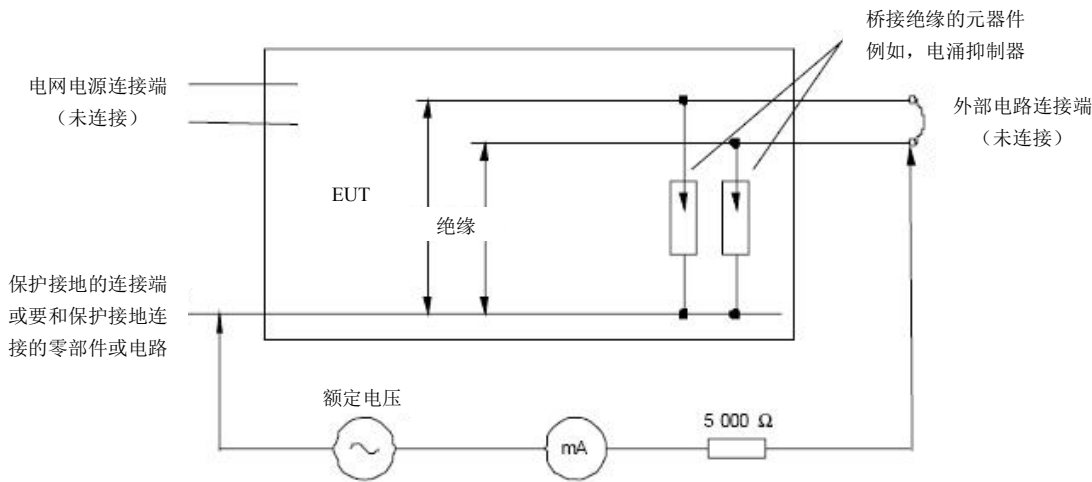 桥接绝缘的元器件
例如，电涌抑制器
电网电源连接端
（未连接）
外部电路连接端
（未连接）
EUT
绝缘
保护接地的连接端
或要和保护接地连
接的零部件或电路
额定电压
mA
5 000 Ω